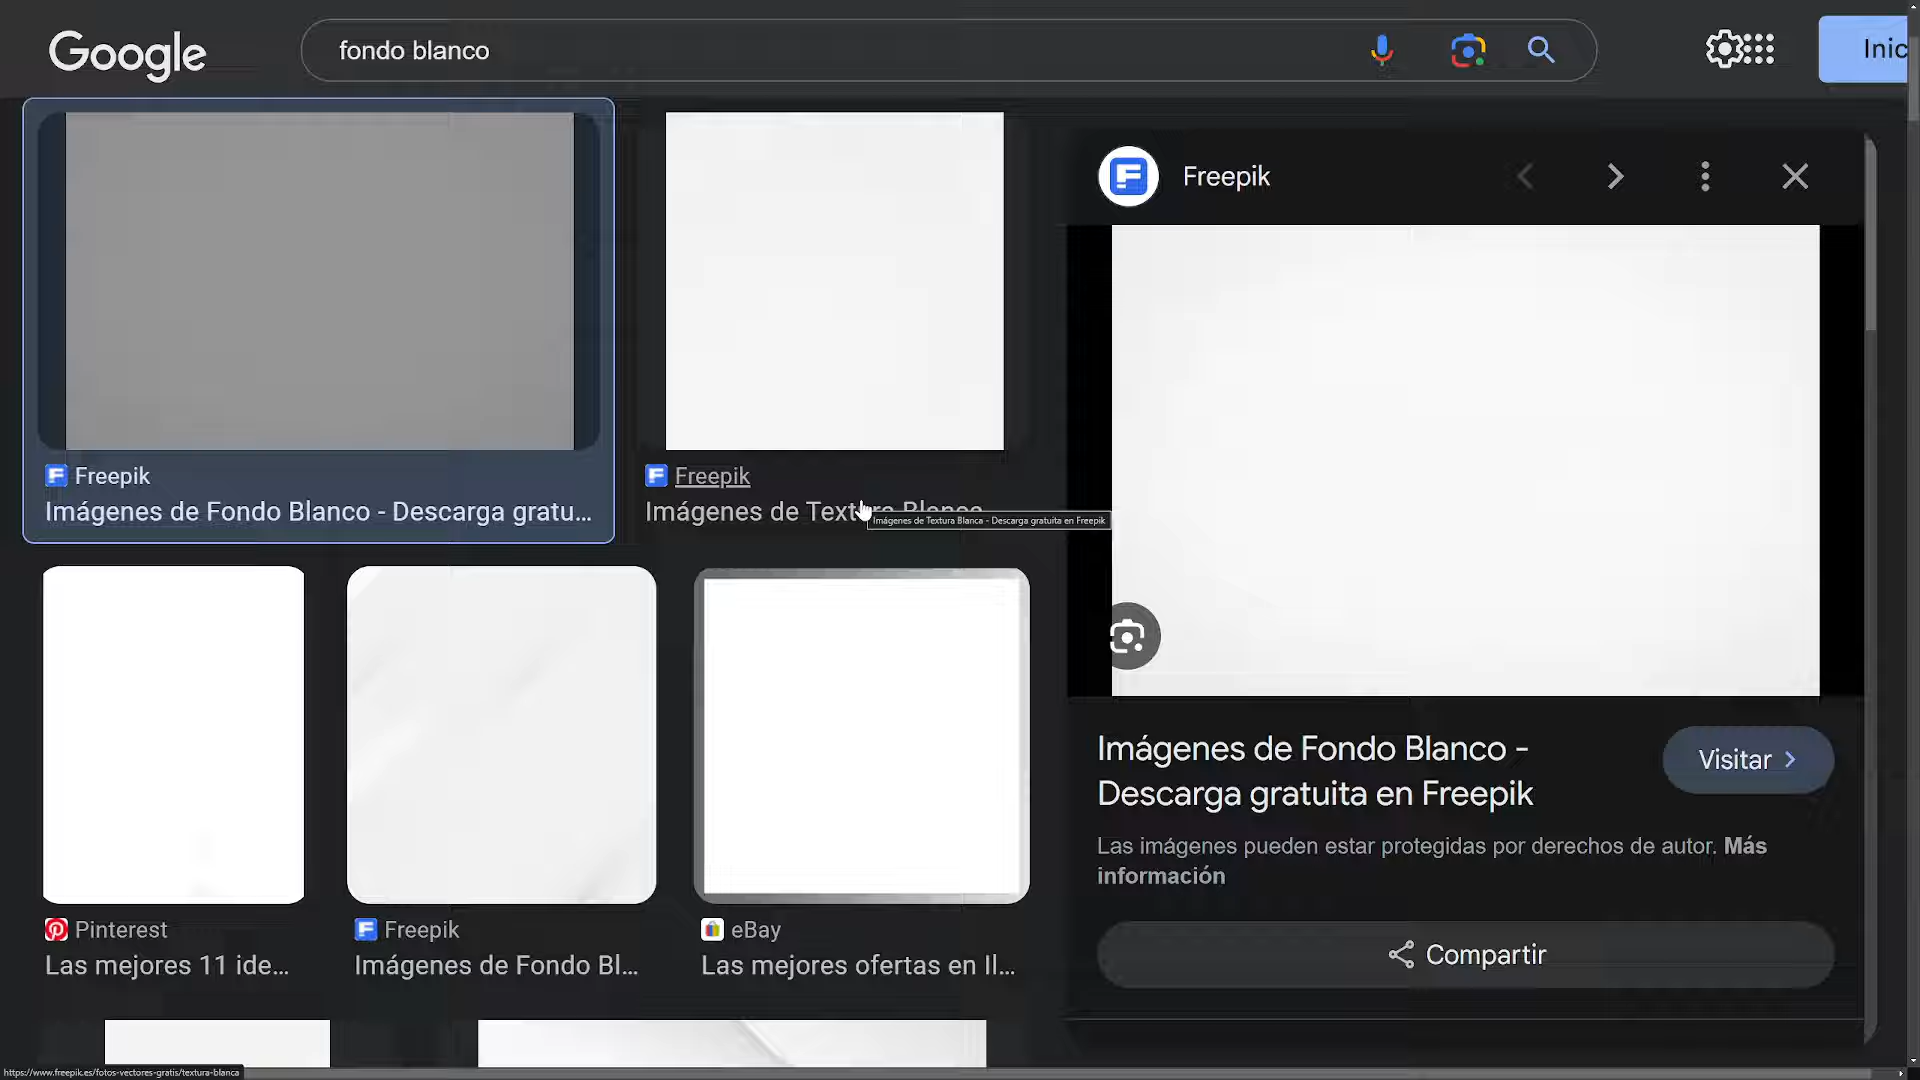 Google
fondo blanco
Inic
Freepik
Imágenes de Fondo Blanco - Descarga gratu...
Freepik
Imágenes de Textura Blanca
Imágenes de Textura Blanca - Descarga gratuita en Freepik
Pinterest
Las mejores 11 ide...
Freepik
Imágenes de Fondo Bl...
eBay
Las mejores ofertas en Il...
Freepik
Imágenes de Fondo Blanco -
Descarga gratuita en Freepik
Visitar
Las imágenes pueden estar protegidas por derechos de autor. Más
información
Compartir
https://www.freepik.es/fotos-vectores-gratis/textura-blanca